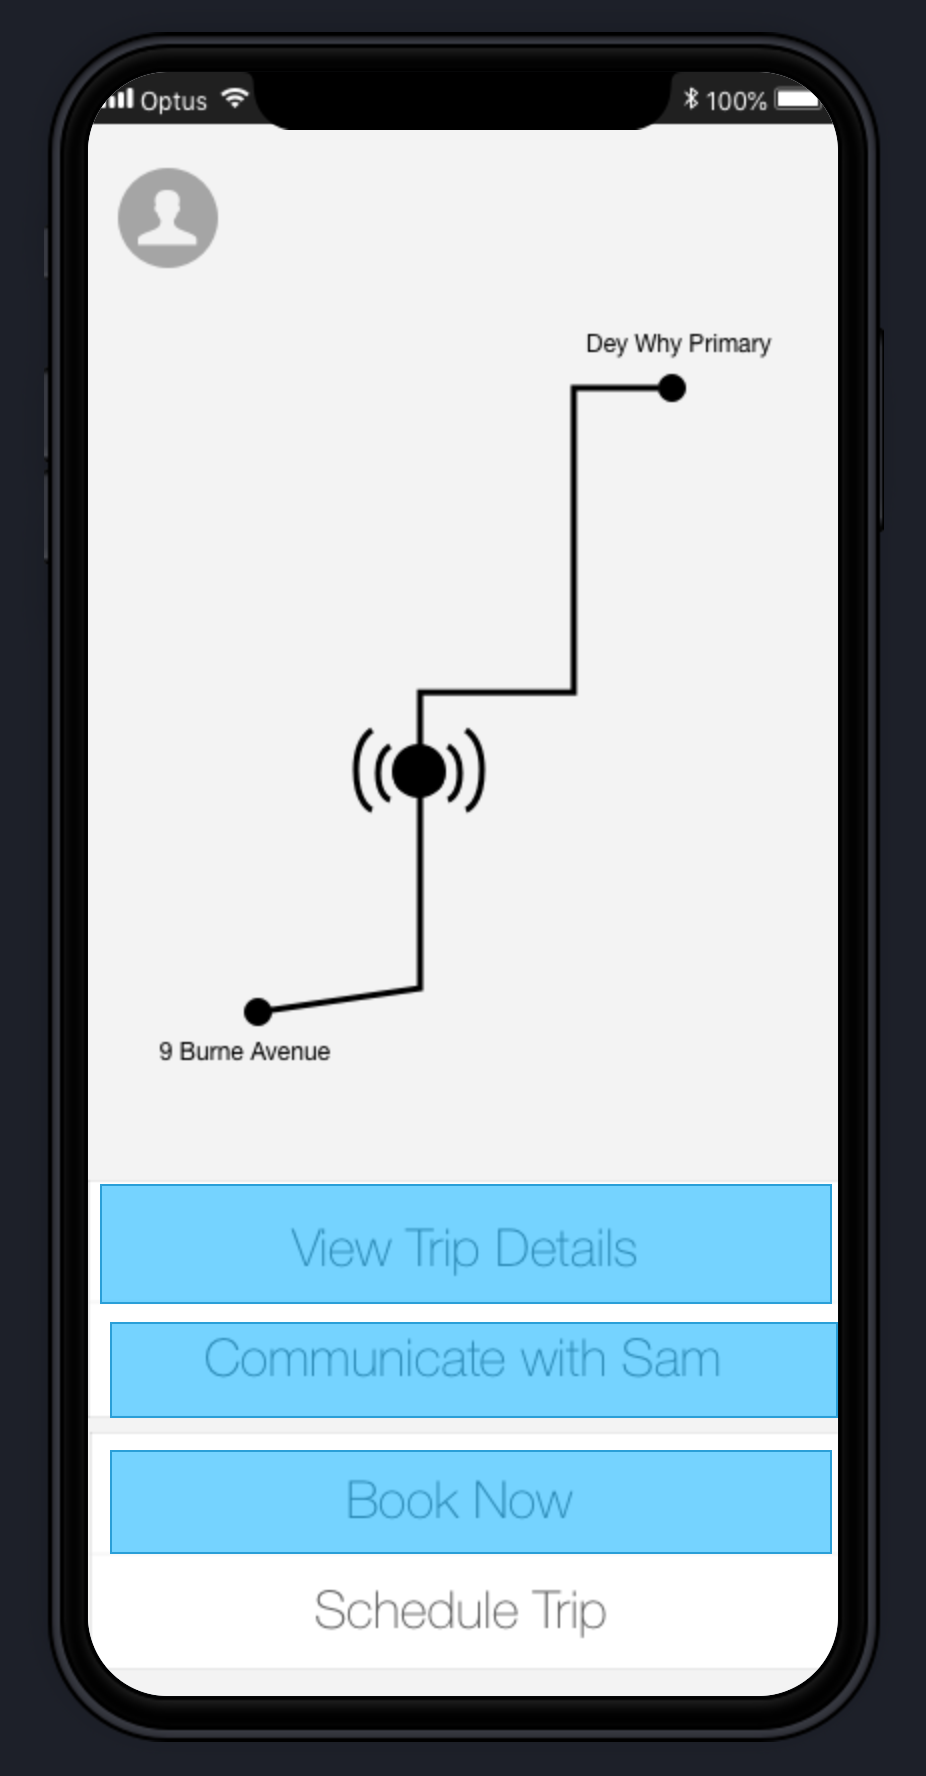 Optus
100%
Dey Why Primary
9 Burne Avenue
View Trip Details
Communicate with Sam
Book Now
Schedule Trip